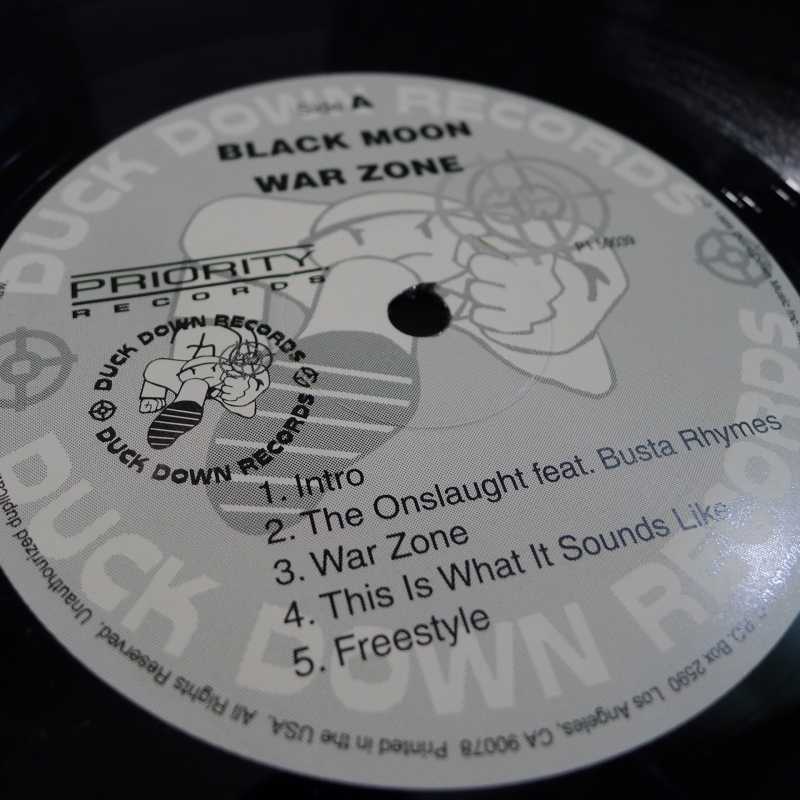 Side A
BLACK MOON
WAR ZONE
DUCK DOWN RECORDS
PRIORITY
RECORDS
DUCK DOWN RECORDS
DUCK DOWN RECORDS
1. Intro
2. The Onslaught feat. Busta Rhymes
3. War Zone
4. This Is What It Sounds Like
5. Freestyle
DUCK DOWN RECORDS
P.O. Box 2590 Los Angeles, CA 90078 Printed in the USA. All Rights Reserved. Unauthourized